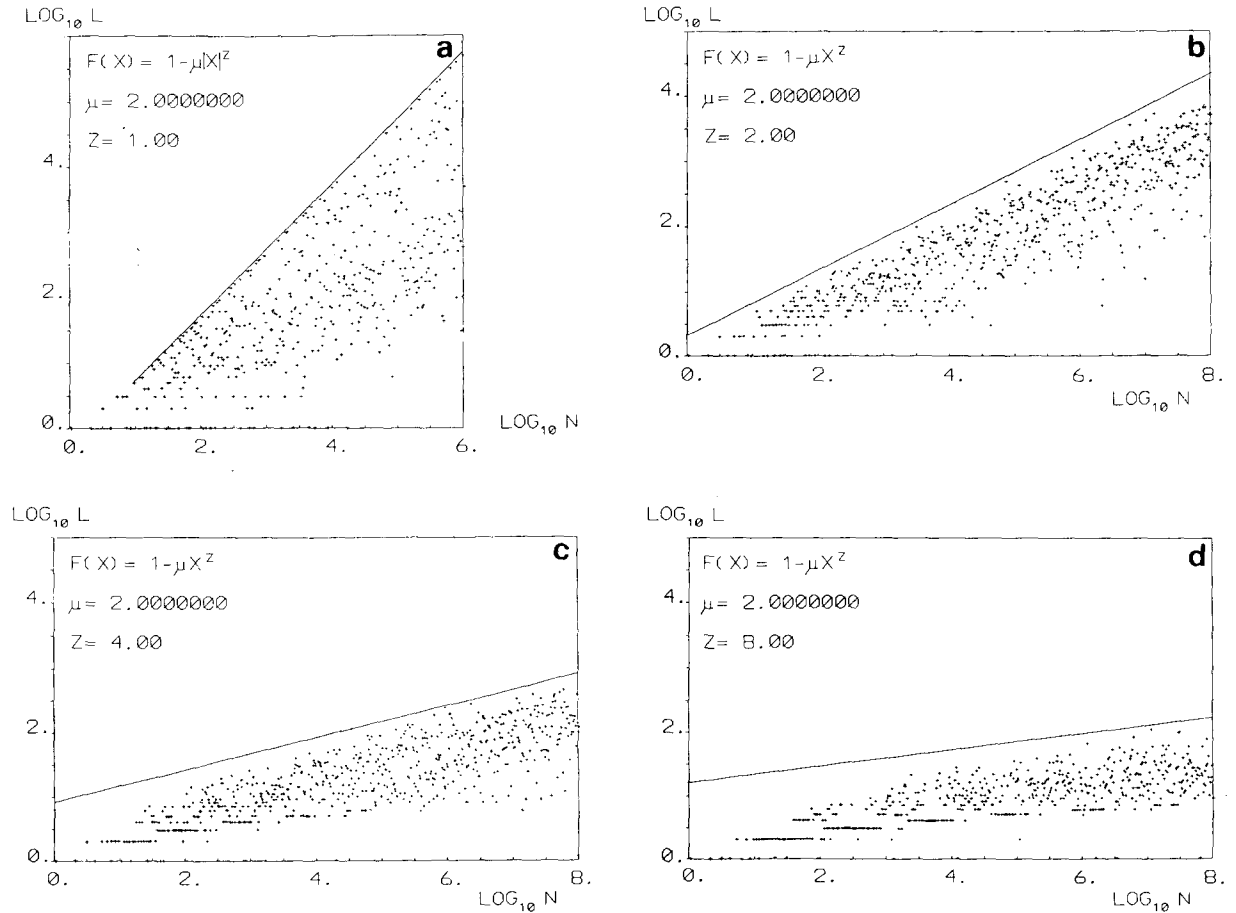 LOG₁₀ L
a
F(X) = 1-μ|X|ᶻ
μ= 2.0000000
Z= 1.00
4.
2.
0.
0. 2. 4. 6.
LOG₁₀ N
LOG₁₀ L
b
F(X) = 1-μXᶻ
μ= 2.0000000
Z= 2.00
4.
2.
0.
0. 2. 4. 6. 8.
LOG₁₀ N
LOG₁₀ L
c
F(X) = 1-μXᶻ
μ= 2.0000000
Z= 4.00
4.
2.
0.
0. 2. 4. 6. 8.
LOG₁₀ N
LOG₁₀ L
d
F(X) = 1-μXᶻ
μ= 2.0000000
Z= 8.00
4.
2.
0.
0. 2. 4. 6. 8.
LOG₁₀ N